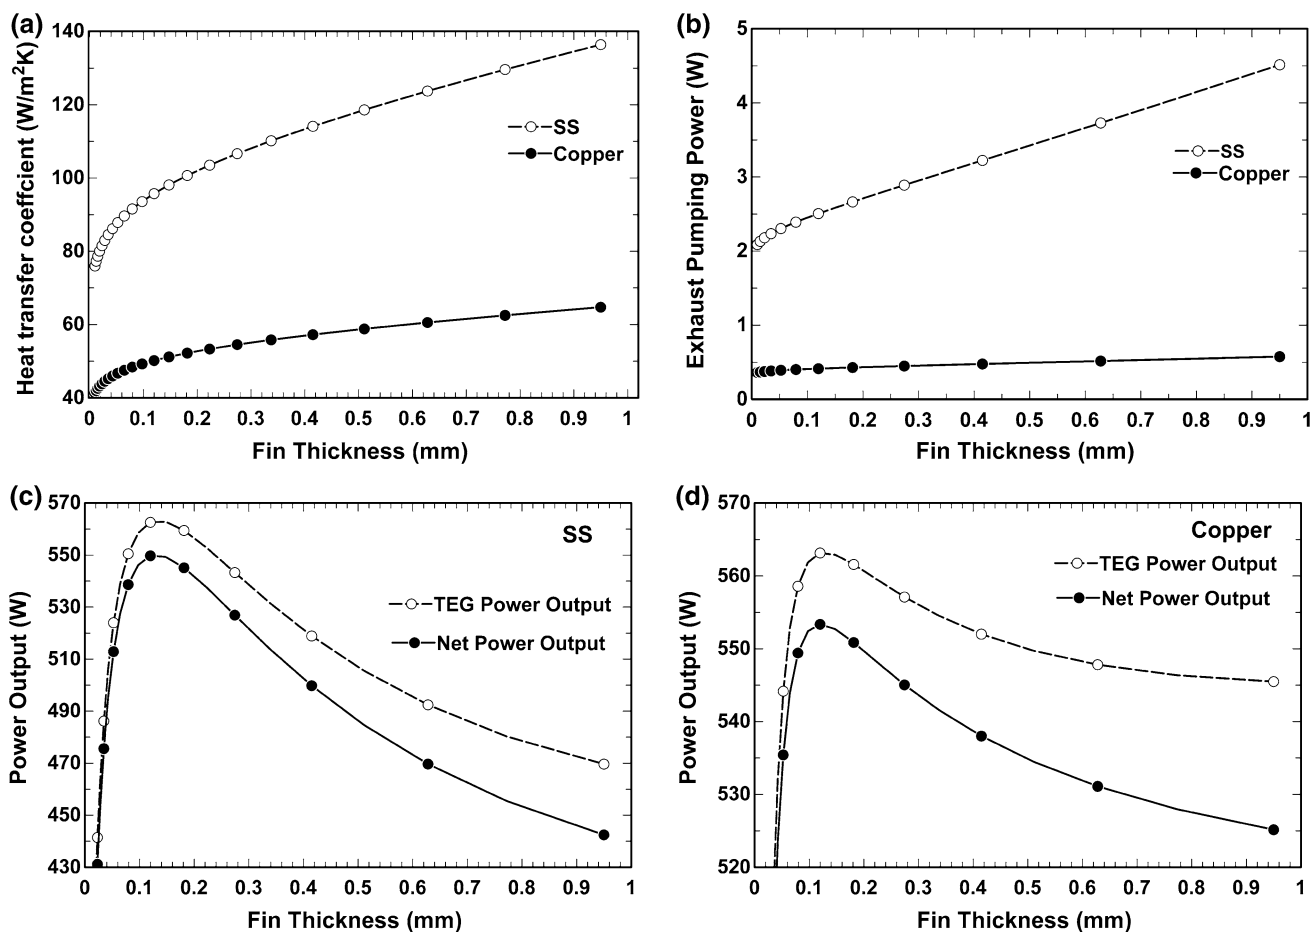 (a)
Heat transfer coeffcient (W/m²K)
140
120
100
80
60
40
SS
Copper
0 0.1 0.2 0.3 0.4 0.5 0.6 0.7 0.8 0.9 1
Fin Thickness (mm)
(b)
Exhaust Pumping Power (W)
5
4
3
2
1
0
SS
Copper
0 0.1 0.2 0.3 0.4 0.5 0.6 0.7 0.8 0.9 1
Fin Thickness (mm)
(c)
Power Output (W)
570
550
530
510
490
470
450
430
SS
TEG Power Output
Net Power Output
0 0.1 0.2 0.3 0.4 0.5 0.6 0.7 0.8 0.9 1
Fin Thickness (mm)
(d)
Power Output (W)
570
560
550
540
530
520
Copper
TEG Power Output
Net Power Output
0 0.1 0.2 0.3 0.4 0.5 0.6 0.7 0.8 0.9 1
Fin Thickness (mm)